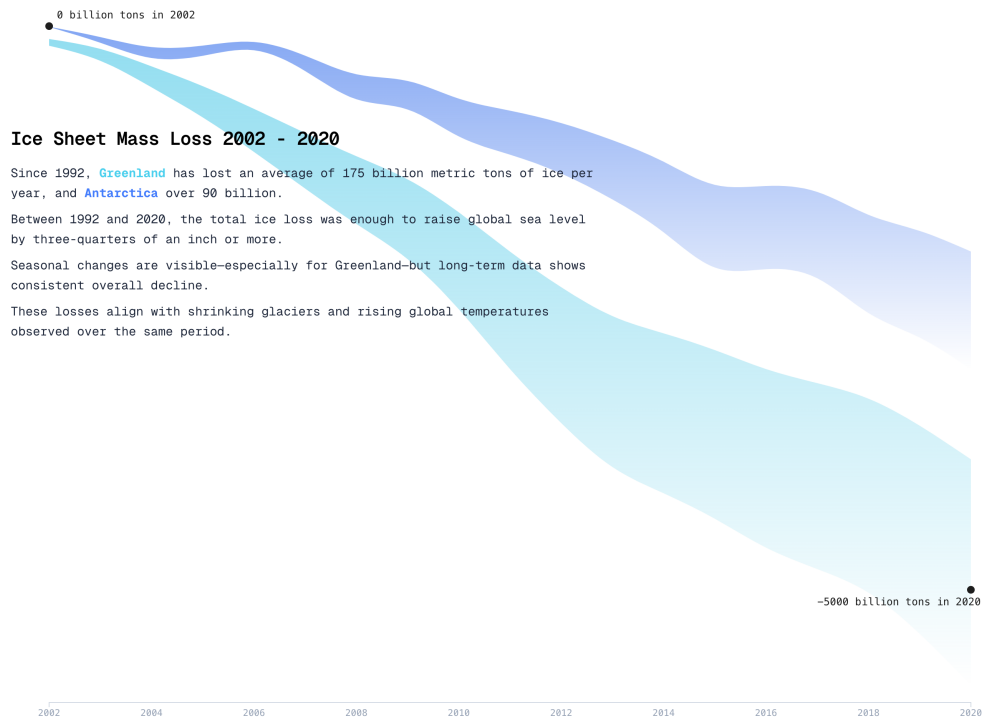 0 billion tons in 2002
Ice Sheet Mass Loss 2002 - 2020
Since 1992, Greenland has lost an average of 175 billion metric tons of ice per
year, and Antarctica over 90 billion.
Between 1992 and 2020, the total ice loss was enough to raise global sea level
by three-quarters of an inch or more.
Seasonal changes are visible—especially for Greenland—but long-term data shows
consistent overall decline.
These losses align with shrinking glaciers and rising global temperatures
observed over the same period.
−5000 billion tons in 2020
2002 2004 2006 2008 2010 2012 2014 2016 2018 2020